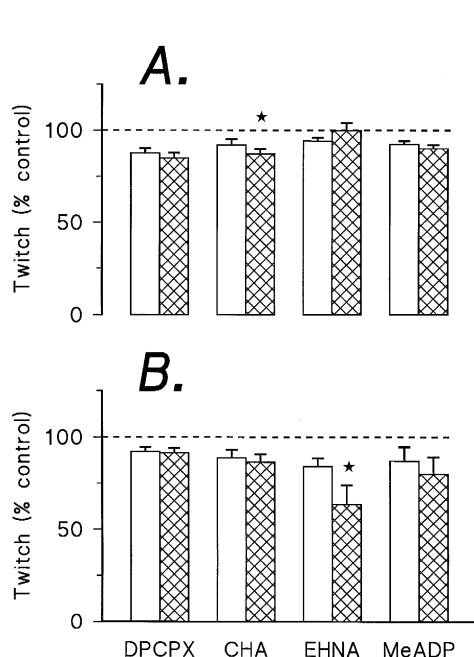 A.
Twitch (% control)
100
50
0
★
B.
Twitch (% control)
100
50
0
★
DPCPX CHA EHNA MeADP